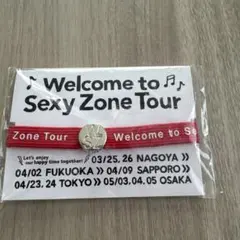 ♪ Welcome to ♬♪
Sexy Zone Tour
Zone Tour Welcome to Se
Let's enjoy
our happy time together!
03/25.26 NAGOYA》
04/02 FUKUOKA》04/09 SAPPORO》
04/23.24 TOKYO》05/03.04.05 OSAKA